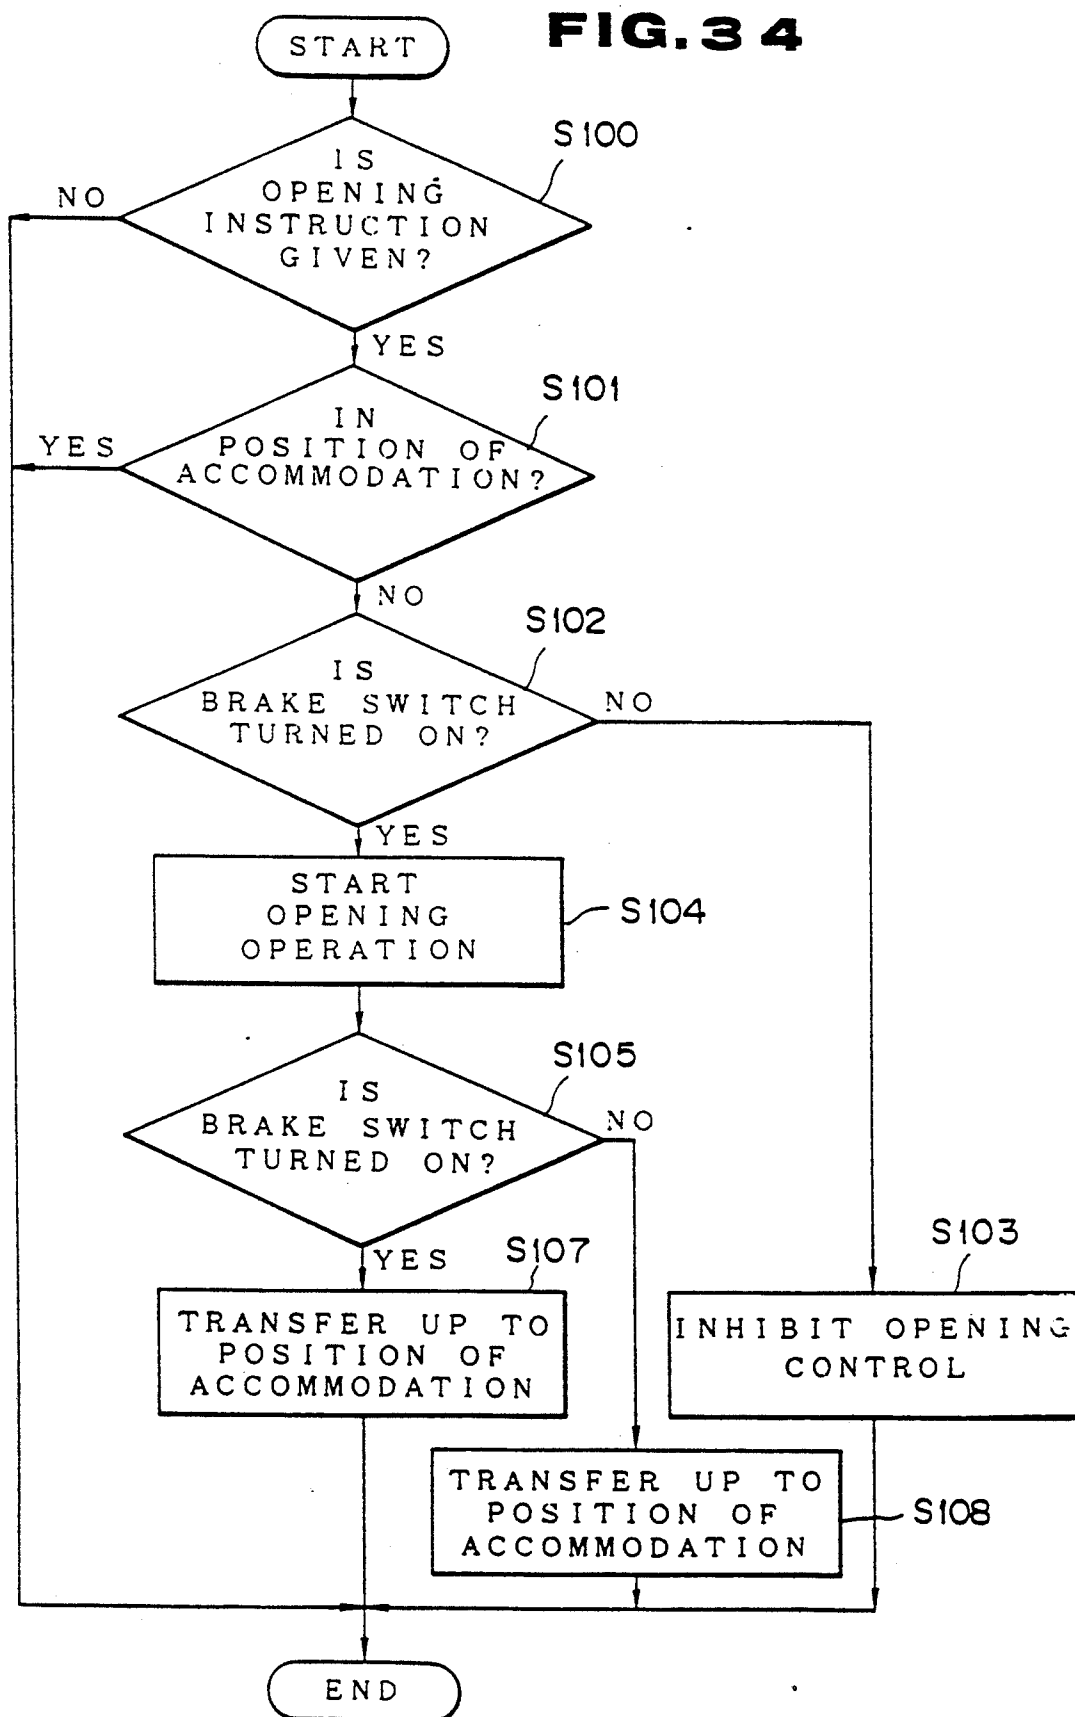 FIG.34
START
S100
IS
OPENING
INSTRUCTION
GIVEN?
NO
YES
S101
IN
POSITION OF
ACCOMMODATION?
YES
NO
S102
IS
BRAKE SWITCH
TURNED ON?
NO
YES
START
OPENING
OPERATION
S104
S105
IS
BRAKE SWITCH
TURNED ON?
NO
YES
S107
TRANSFER UP TO
POSITION OF
ACCOMMODATION
S103
INHIBIT OPENING
CONTROL
TRANSFER UP TO
POSITION OF
ACCOMMODATION
S108
END